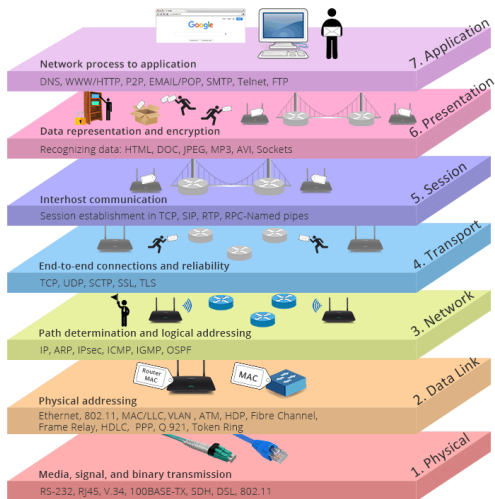 Google
7. Application
Network process to application
DNS, WWW/HTTP, P2P, EMAIL/POP, SMTP, Telnet, FTP
6. Presentation
Data representation and encryption
Recognizing data: HTML, DOC, JPEG, MP3, AVI, Sockets
5. Session
Interhost communication
Session establishment in TCP, SIP, RTP, RPC-Named pipes
4. Transport
End-to-end connections and reliability
TCP, UDP, SCTP, SSL, TLS
3. Network
Path determination and logical addressing
IP, ARP, IPsec, ICMP, IGMP, OSPF
2. Data Link
Router
MAC
MAC
Physical addressing
Ethernet, 802.11, MAC/LLC, VLAN , ATM, HDP, Fibre Channel,
Frame Relay, HDLC, PPP, Q.921, Token Ring
1. Physical
Media, signal, and binary transmission
RS-232, RJ45, V.34, 100BASE-TX, SDH, DSL, 802.11